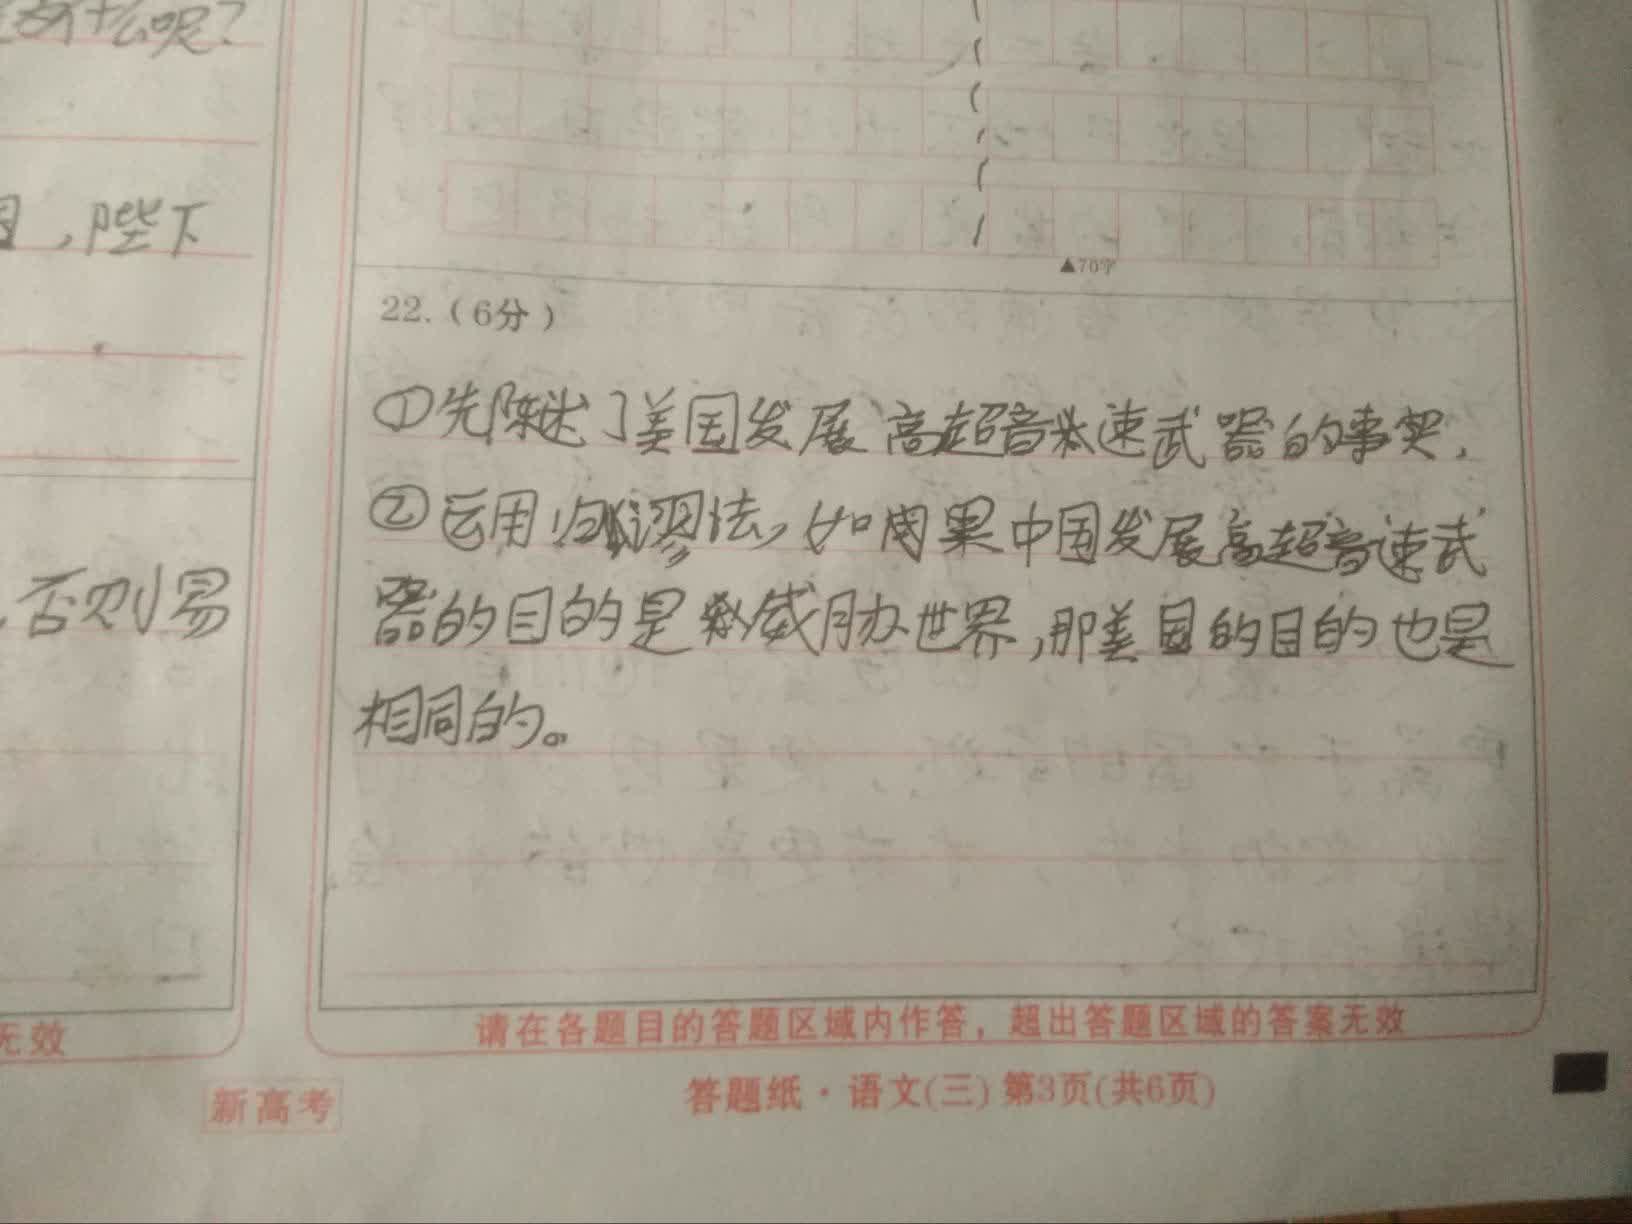 什么呢?
,陛下
否则易
无效
▲70字
22.(6分)
①先陈述了美国发展高超音速武器的事实,
②运用归谬法,如果中国发展高超音速武
器的目的是威胁世界,那美国的目的也是
相同的。
请在各题目的答题区域内作答,超出答题区域的答案无效
新高考
答题纸·语文(三) 第3页(共6页)